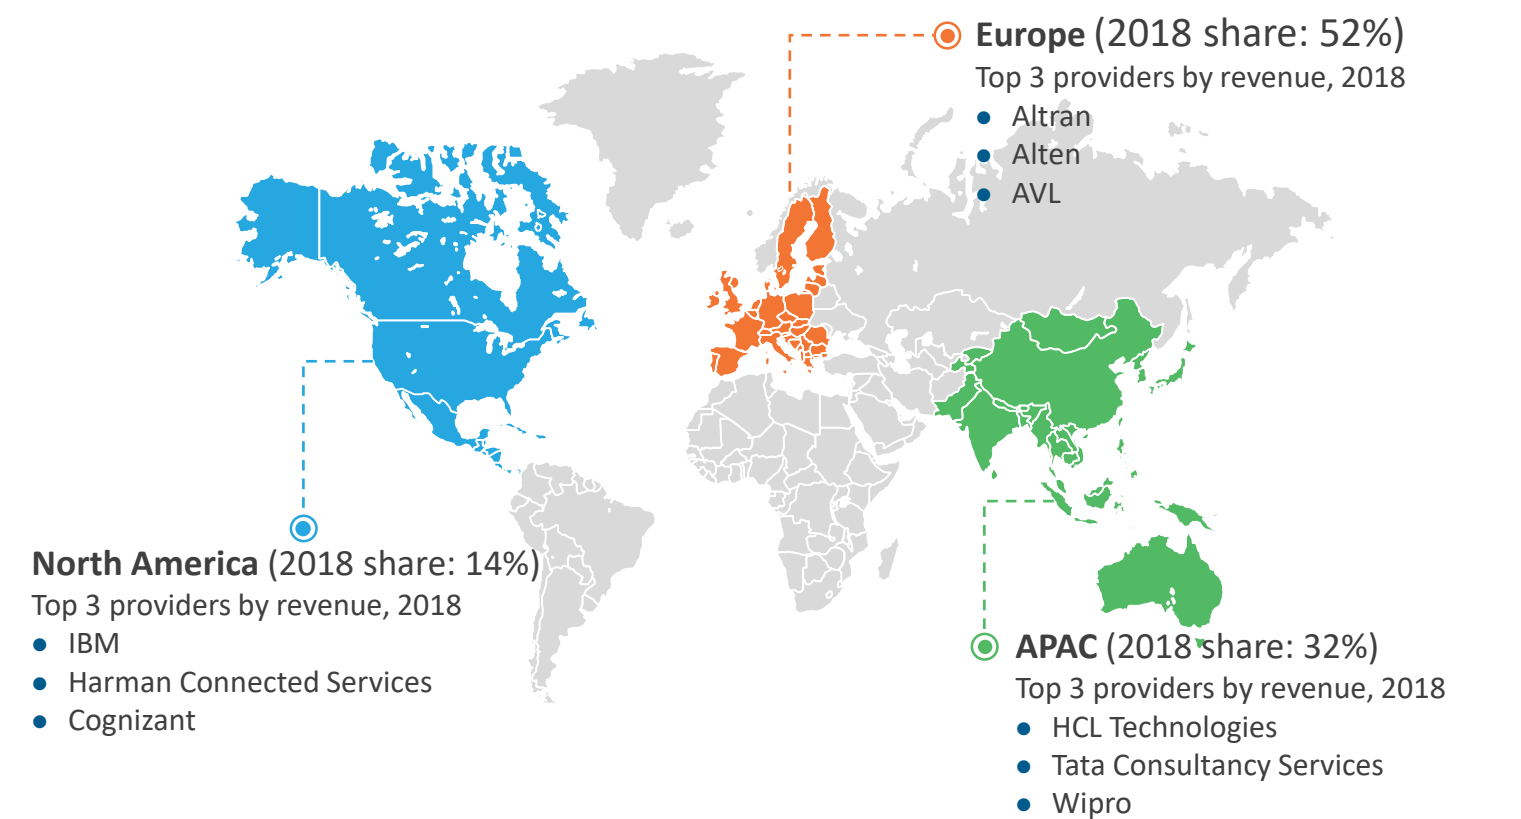 Europe (2018 share: 52%)
Top 3 providers by revenue, 2018
● Altran
● Alten
● AVL
North America (2018 share: 14%)
Top 3 providers by revenue, 2018
● IBM
● Harman Connected Services
● Cognizant
APAC (2018 share: 32%)
Top 3 providers by revenue, 2018
● HCL Technologies
● Tata Consultancy Services
● Wipro